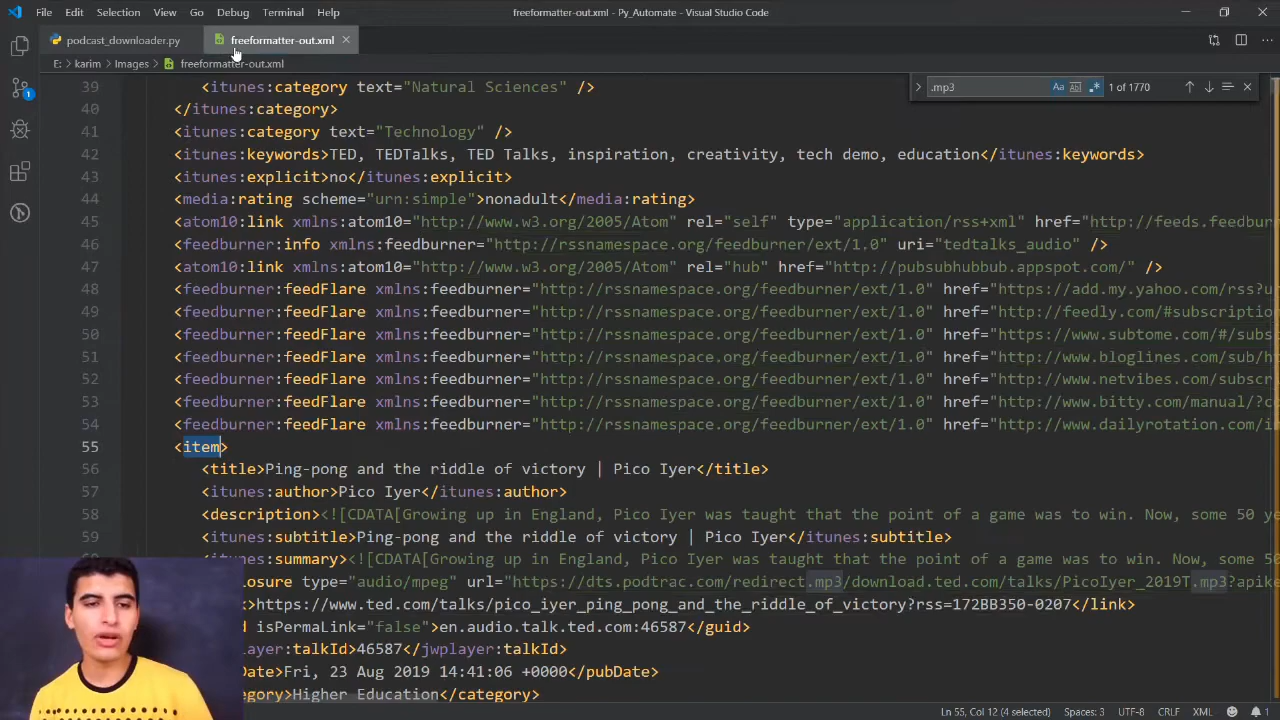 File Edit Selection View Go Debug Terminal Help freeformatter-out.xml - Py_Automate - Visual Studio Code
podcast_downloader.py freeformatter-out.xml
E: > karim > Images > freeformatter-out.xml
.mp3 Aa Abl .* 1 of 1770
39 <itunes:category text="Natural Sciences" />
40 </itunes:category>
41 <itunes:category text="Technology" />
42 <itunes:keywords>TED, TEDTalks, TED Talks, inspiration, creativity, tech demo, education</itunes:keywords>
43 <itunes:explicit>no</itunes:explicit>
44 <media:rating scheme="urn:simple">nonadult</media:rating>
45 <atom10:link xmlns:atom10="http://www.w3.org/2005/Atom" rel="self" type="application/rss+xml" href="http://feeds.feedbur
46 <feedburner:info xmlns:feedburner="http://rssnamespace.org/feedburner/ext/1.0" uri="tedtalks_audio" />
47 <atom10:link xmlns:atom10="http://www.w3.org/2005/Atom" rel="hub" href="http://pubsubhubbub.appspot.com/" />
48 <feedburner:feedFlare xmlns:feedburner="http://rssnamespace.org/feedburner/ext/1.0" href="https://add.my.yahoo.com/rss?u
49 <feedburner:feedFlare xmlns:feedburner="http://rssnamespace.org/feedburner/ext/1.0" href="http://feedly.com/#subscription
50 <feedburner:feedFlare xmlns:feedburner="http://rssnamespace.org/feedburner/ext/1.0" href="https://www.subtome.com/#/subs
51 <feedburner:feedFlare xmlns:feedburner="http://rssnamespace.org/feedburner/ext/1.0" href="http://www.bloglines.com/sub/h
52 <feedburner:feedFlare xmlns:feedburner="http://rssnamespace.org/feedburner/ext/1.0" href="http://www.netvibes.com/subscr
53 <feedburner:feedFlare xmlns:feedburner="http://rssnamespace.org/feedburner/ext/1.0" href="http://www.bitty.com/manual/?c
54 <feedburner:feedFlare xmlns:feedburner="http://rssnamespace.org/feedburner/ext/1.0" href="http://www.dailyrotation.com/i
55 <item>
56 <title>Ping-pong and the riddle of victory | Pico Iyer</title>
57 <itunes:author>Pico Iyer</itunes:author>
58 <description><![CDATA[Growing up in England, Pico Iyer was taught that the point of a game was to win. Now, some 50 ye
59 <itunes:subtitle>Ping-pong and the riddle of victory | Pico Iyer</itunes:subtitle>
<itunes:summary><![CDATA[Growing up in England, Pico Iyer was taught that the point of a game was to win. Now, some 50
closure type="audio/mpeg" url="https://dts.podtrac.com/redirect.mp3/download.ted.com/talks/PicoIyer_2019T.mp3?apike
>https://www.ted.com/talks/pico_iyer_ping_pong_and_the_riddle_of_victory?rss=172BB350-0207</link>
d isPermaLink="false">en.audio.talk.ted.com:46587</guid>
ayer:talkId>46587</jwplayer:talkId>
Date>Fri, 23 Aug 2019 14:41:06 +0000</pubDate>
egory>Higher Education</category>
1
Ln 55, Col 12 (4 selected) Spaces: 3 UTF-8 CRLF XML 1